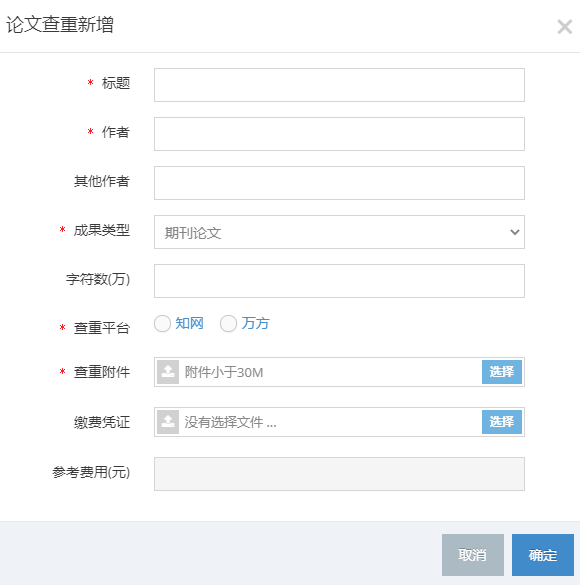 论文查重新增
* 标题
* 作者
其他作者
* 成果类型 期刊论文
字符数(万)
* 查重平台 知网 万方
* 查重附件 附件小于30M 选择
缴费凭证 没有选择文件 ... 选择
参考费用(元)
取消 确定